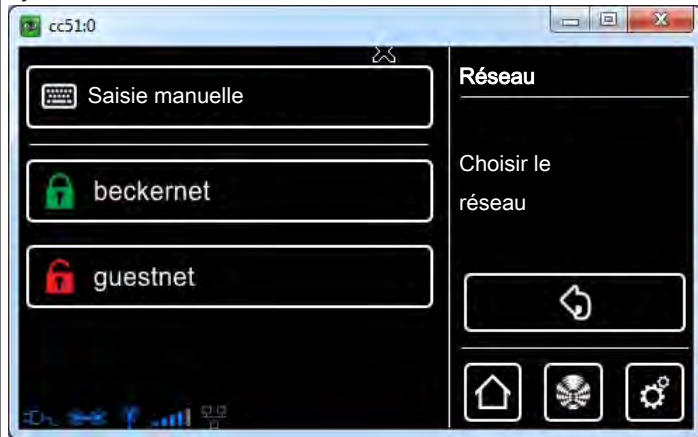 cc51:0
Saisie manuelle
Réseau
beckernet
Choisir le
réseau
guestnet